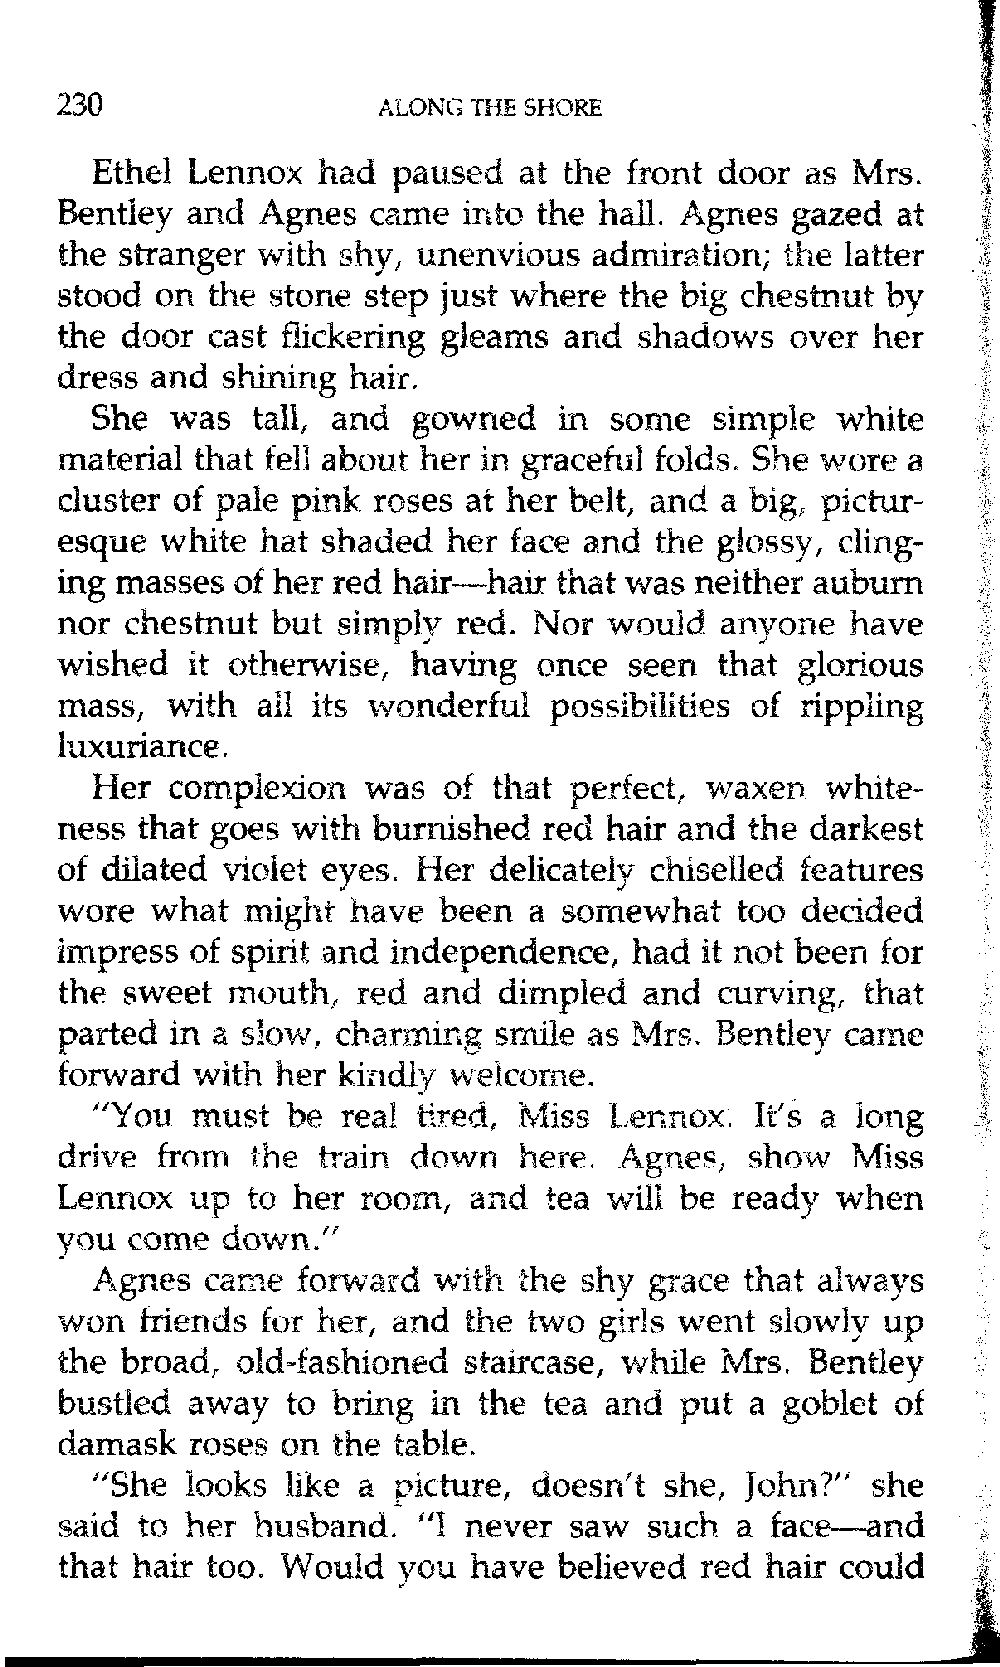 230 ALONG THE SHORE
Ethel Lennox had paused at the front door as Mrs.
Bentley and Agnes came into the hall. Agnes gazed at
the stranger with shy, unenvious admiration; the latter
stood on the stone step just where the big chestnut by
the door cast flickering gleams and shadows over her
dress and shining hair.
She was tall, and gowned in some simple white
material that fell about her in graceful folds. She wore a
cluster of pale pink roses at her belt, and a big, pictur-
esque white hat shaded her face and the glossy, cling-
ing masses of her red hair—hair that was neither auburn
nor chestnut but simply red. Nor would anyone have
wished it otherwise, having once seen that glorious
mass, with all its wonderful possibilities of rippling
luxuriance.
Her complexion was of that perfect, waxen white-
ness that goes with burnished red hair and the darkest
of dilated violet eyes. Her delicately chiselled features
wore what might have been a somewhat too decided
impress of spirit and independence, had it not been for
the sweet mouth, red and dimpled and curving, that
parted in a slow, charming smile as Mrs. Bentley came
forward with her kindly welcome.
"You must be real tired, Miss Lennox. It's a long
drive from the train down here. Agnes, show Miss
Lennox up to her room, and tea will be ready when
you come down."
Agnes came forward with the shy grace that always
won friends for her, and the two girls went slowly up
the broad, old-fashioned staircase, while Mrs. Bentley
bustled away to bring in the tea and put a goblet of
damask roses on the table.
"She looks like a picture, doesn't she, John?" she
said to her husband. "I never saw such a face—and
that hair too. Would you have believed red hair could